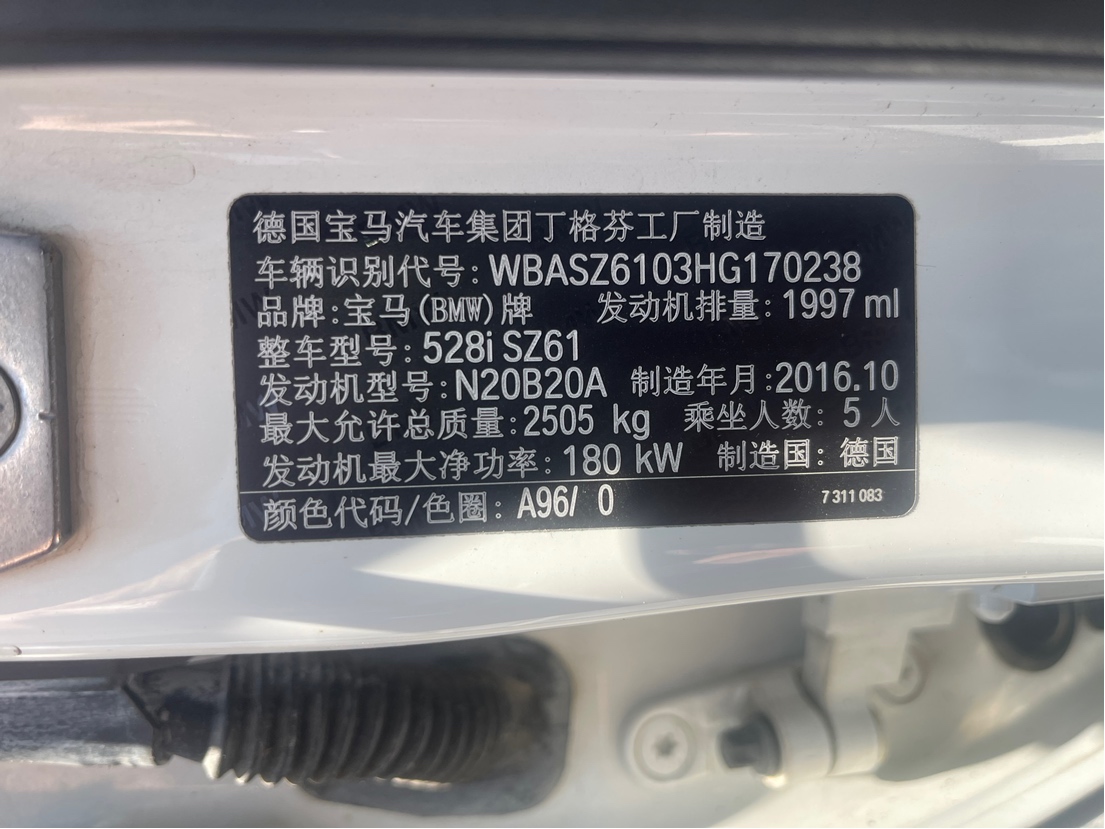 德国宝马汽车集团丁格芬工厂制造
车辆识别代号: WBASZ6103HG170238
品牌:宝马(BMW)牌 发动机排量: 1997 ml
整车型号: 528i SZ61
发动机型号: N20B20A 制造年月:2016.10
最大允许总质量: 2505 kg 乘坐人数: 5 人
发动机最大净功率: 180 kW 制造国: 德国
颜色代码/色圈: A96/ 0 7 311 083